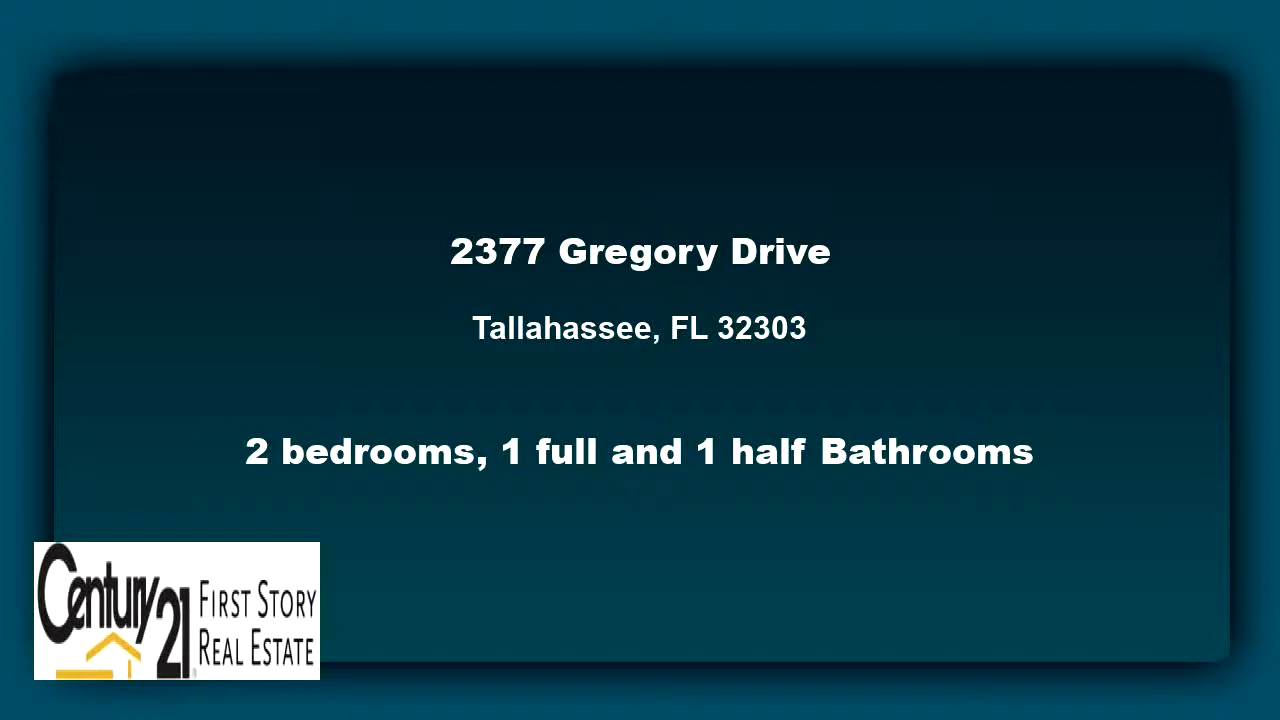 2377 Gregory Drive
Tallahassee, FL 32303
2 bedrooms, 1 full and 1 half Bathrooms
Century 21
FIRST STORY
REAL ESTATE